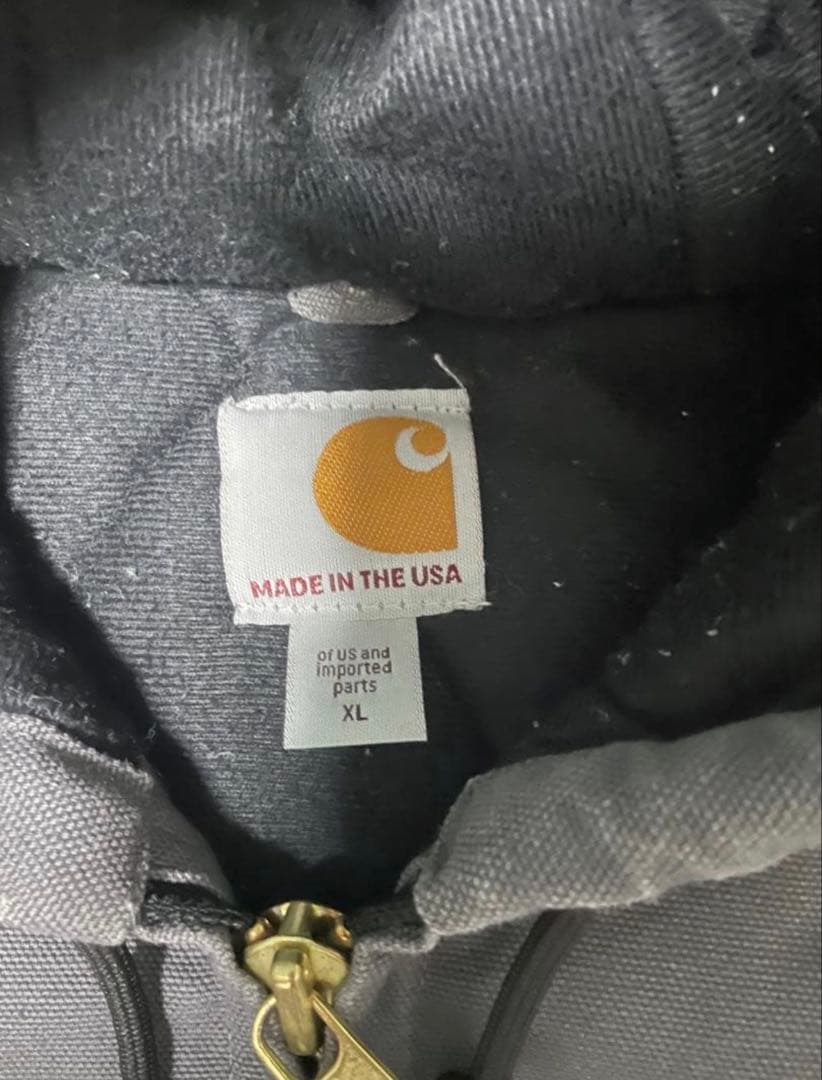 MADE IN THE USA
of US and
imported
parts
XL